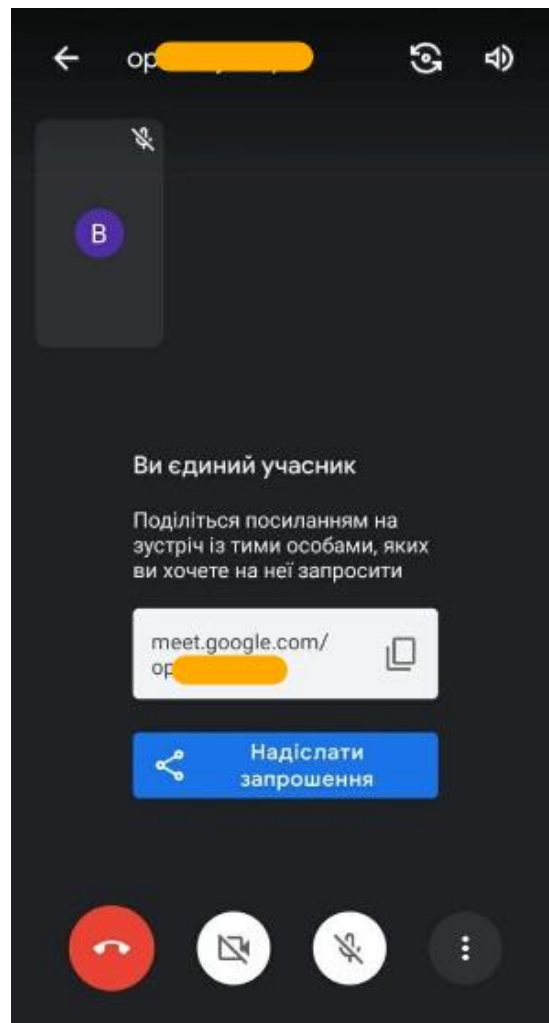 op
В
Ви єдиний учасник
Поділіться посиланням на
зустріч із тими особами, яких
ви хочете на неї запросити
meet.google.com/
op
Надіслати
запрошення